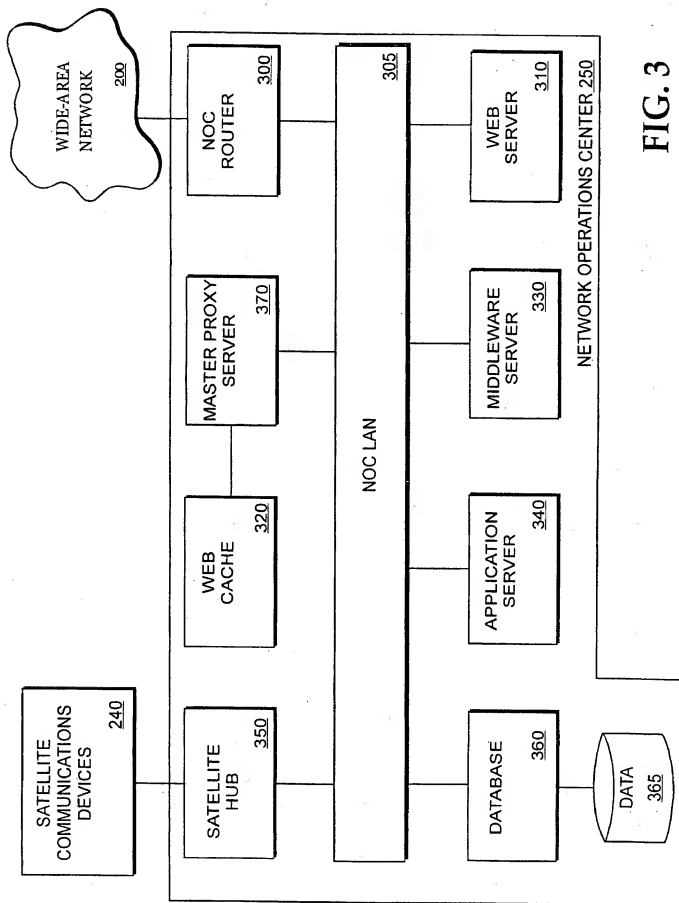 SATELLITE
COMMUNICATIONS
DEVICES
240
WIDE-AREA
NETWORK
200
SATELLITE
HUB
350
WEB
CACHE
320
MASTER PROXY
SERVER
370
NOC
ROUTER
300
NOC LAN
305
DATABASE
360
APPLICATION
SERVER
340
MIDDLEWARE
SERVER
330
WEB
SERVER
310
DATA
365
NETWORK OPERATIONS CENTER 250
FIG. 3